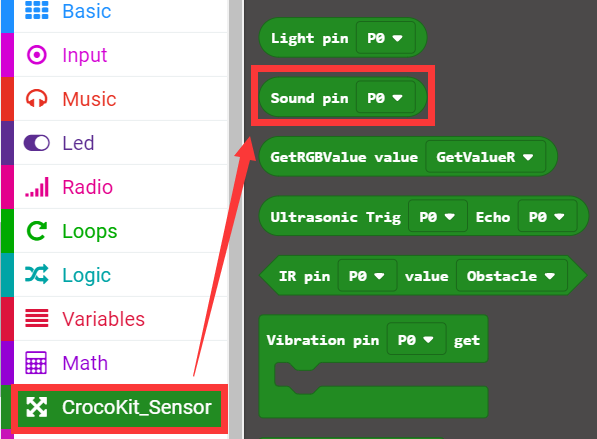 Basic
Input
Music
Led
Radio
Loops
Logic
Variables
Math
CrocoKit_Sensor
Light pin P0
Sound pin P0
GetRGBValue value GetValueR
Ultrasonic Trig P0 Echo P0
IR pin P0 value Obstacle
Vibration pin P0 get